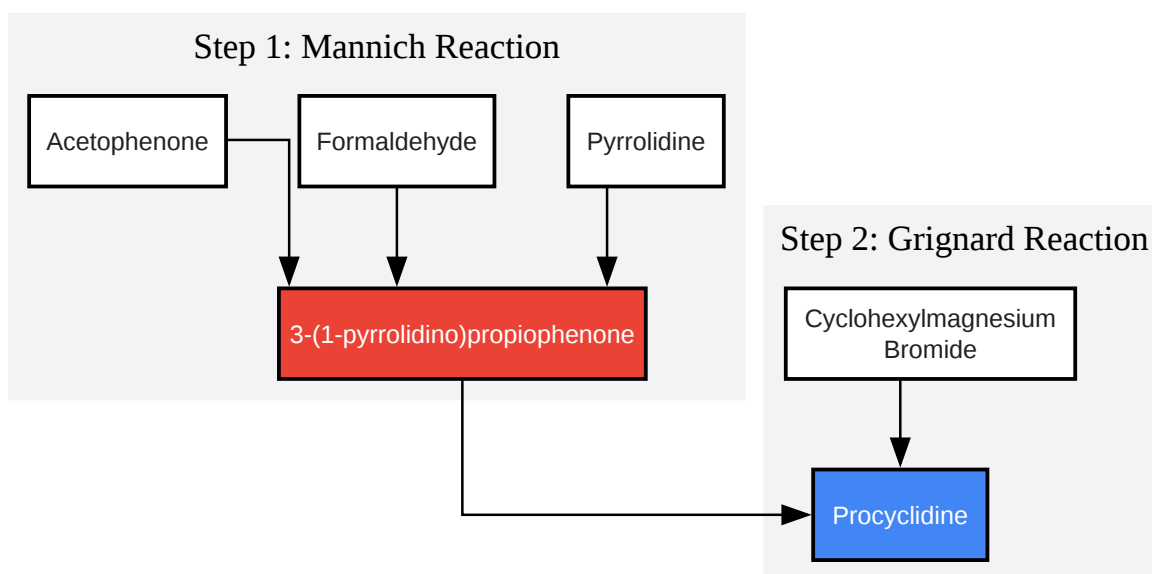 Step 1: Mannich Reaction
Acetophenone
Formaldehyde
Pyrrolidine
3-(1-pyrrolidino)propiophenone
Step 2: Grignard Reaction
Cyclohexylmagnesium
Bromide
Procyclidine